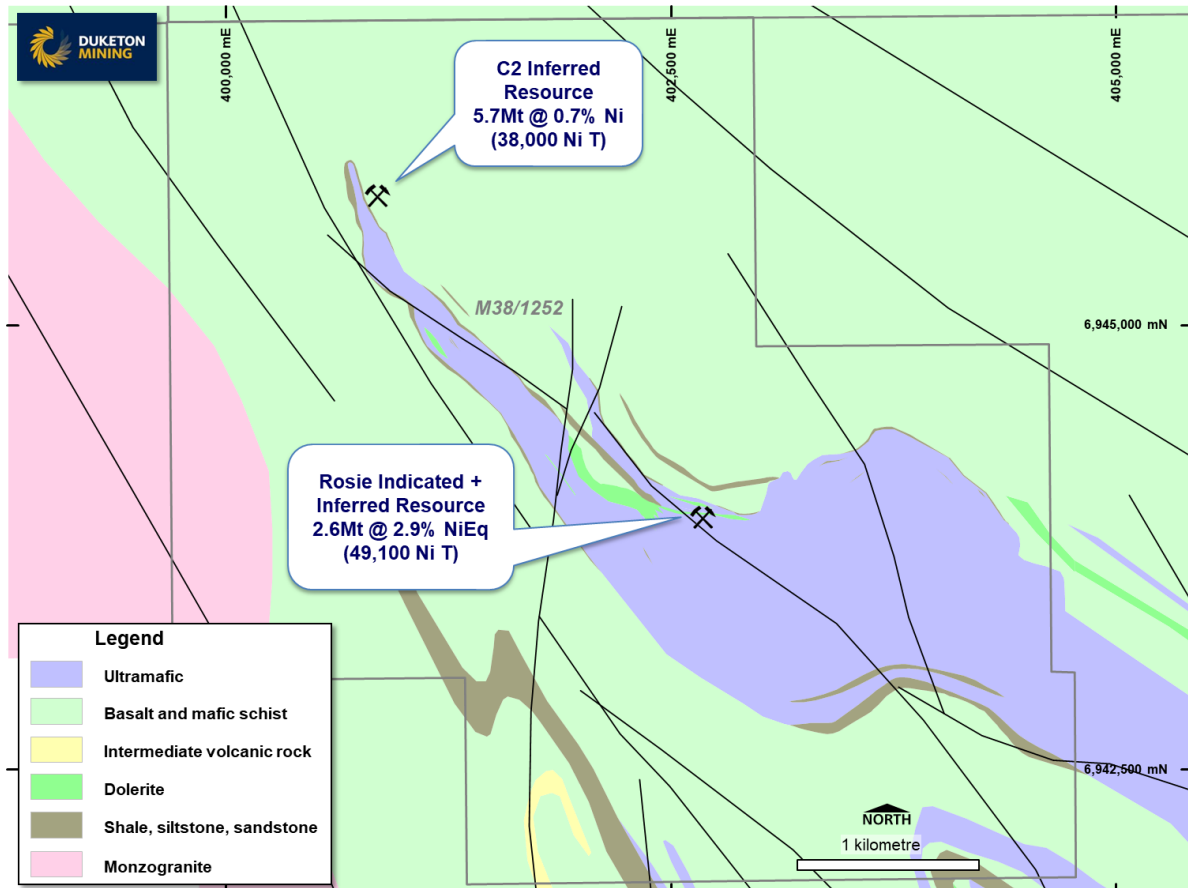 DUKETON
MINING
400,000 mE
402,500 mE
405,000 mE
C2 Inferred
Resource
5.7Mt @ 0.7% Ni
(38,000 Ni T)
M38/1252
6,945,000 mN
Rosie Indicated +
Inferred Resource
2.6Mt @ 2.9% NiEq
(49,100 Ni T)
Legend
Ultramafic
Basalt and mafic schist
Intermediate volcanic rock
Dolerite
Shale, siltstone, sandstone
Monzogranite
6,942,500 mN
NORTH
1 kilometre